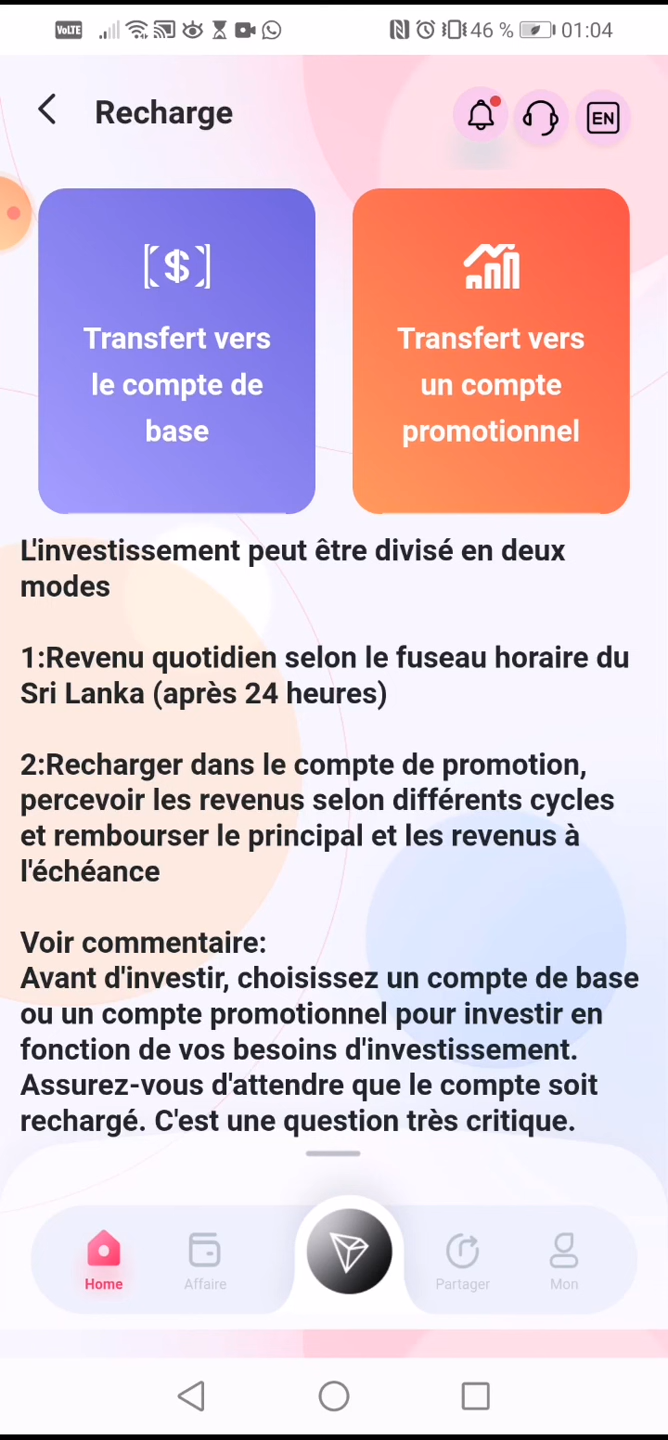 VoLTE 46 % 01:04
Recharge
EN
$
Transfert vers
le compte de
base
Transfert vers
un compte
promotionnel
L'investissement peut être divisé en deux
modes
1:Revenu quotidien selon le fuseau horaire du
Sri Lanka (après 24 heures)
2:Recharger dans le compte de promotion,
percevoir les revenus selon différents cycles
et rembourser le principal et les revenus à
l'échéance
Voir commentaire:
Avant d'investir, choisissez un compte de base
ou un compte promotionnel pour investir en
fonction de vos besoins d'investissement.
Assurez-vous d'attendre que le compte soit
rechargé. C'est une question très critique.
Home
Affaire
Partager
Mon